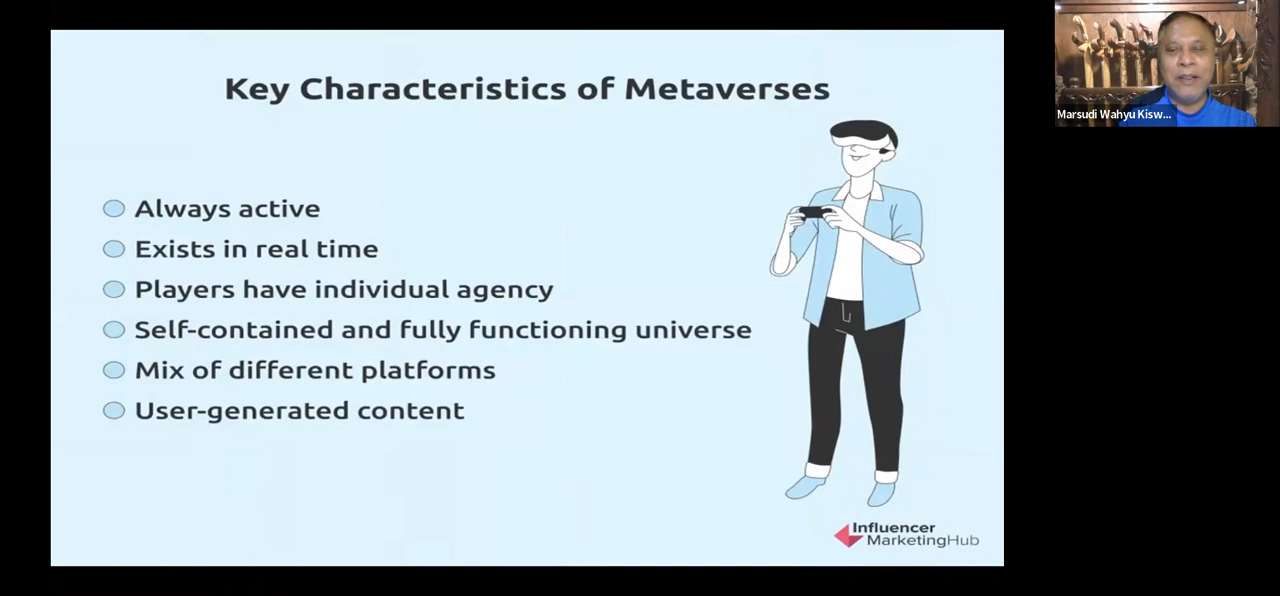 Key Characteristics of Metaverses
Always active
Exists in real time
Players have individual agency
Self-contained and fully functioning universe
Mix of different platforms
User-generated content
Influencer
MarketingHub
Marsudi Wahyu Kisw...